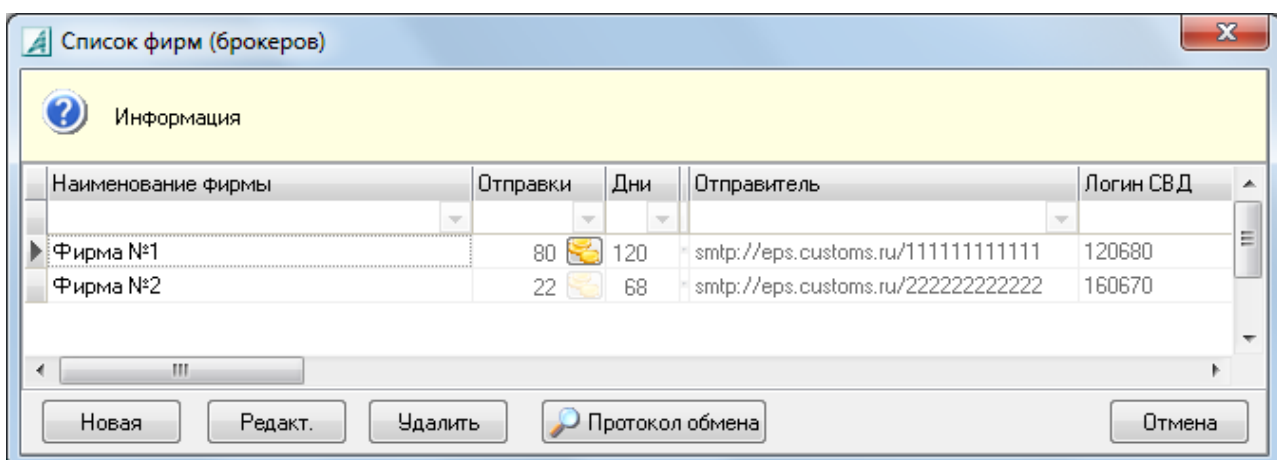 Список фирм (брокеров)
Информация
Наименование фирмы Отправки Дни Отправитель Логин СВД
Фирма №1 80 120 smtp://eps.customs.ru/111111111111 120680
Фирма №2 22 68 smtp://eps.customs.ru/222222222222 160670
Новая Редакт. Удалить Протокол обмена Отмена